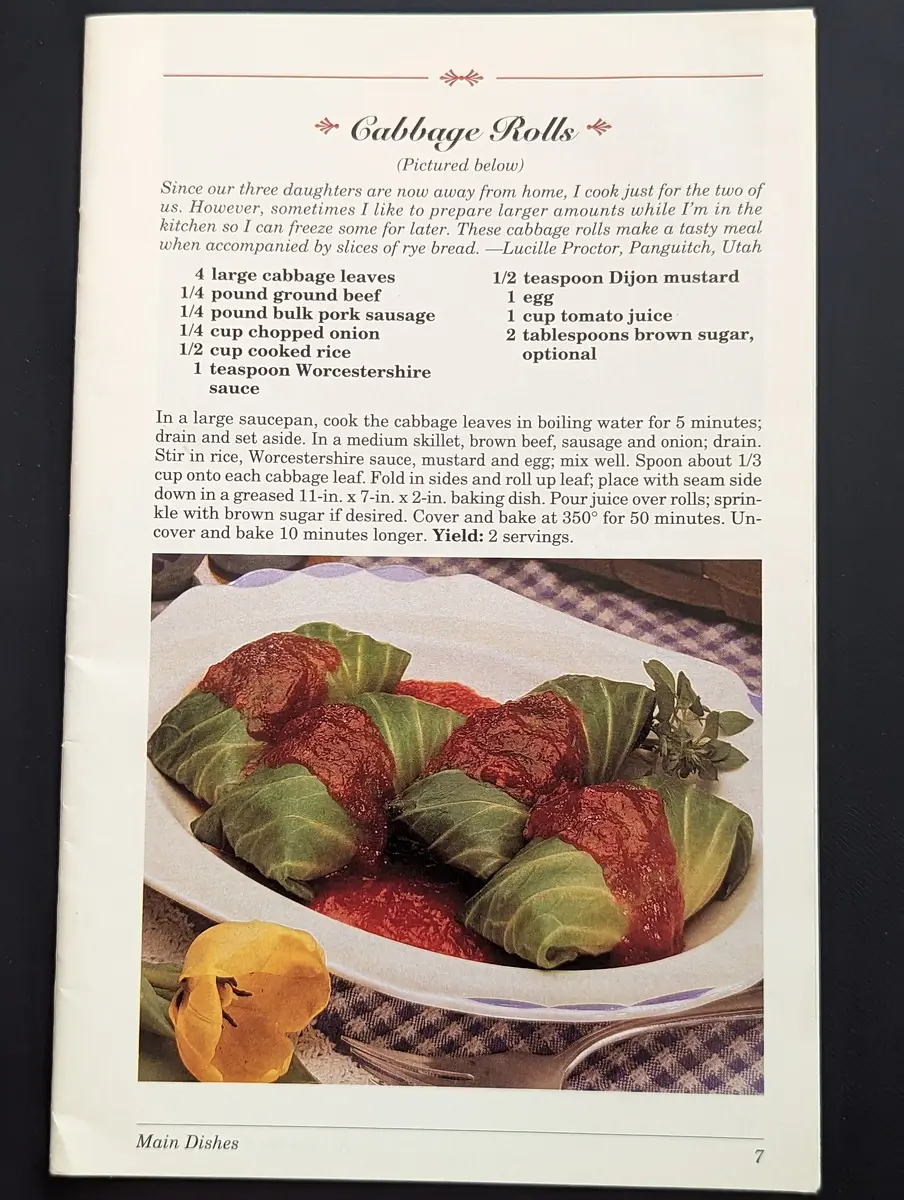 Cabbage Rolls
(Pictured below)
Since our three daughters are now away from home, I cook just for the two of
us. However, sometimes I like to prepare larger amounts while I'm in the
kitchen so I can freeze some for later. These cabbage rolls make a tasty meal
when accompanied by slices of rye bread. —Lucille Proctor, Panguitch, Utah
4 large cabbage leaves
1/4 pound ground beef
1/4 pound bulk pork sausage
1/4 cup chopped onion
1/2 cup cooked rice
1 teaspoon Worcestershire
sauce
1/2 teaspoon Dijon mustard
1 egg
1 cup tomato juice
2 tablespoons brown sugar,
optional
In a large saucepan, cook the cabbage leaves in boiling water for 5 minutes;
drain and set aside. In a medium skillet, brown beef, sausage and onion; drain.
Stir in rice, Worcestershire sauce, mustard and egg; mix well. Spoon about 1/3
cup onto each cabbage leaf. Fold in sides and roll up leaf; place with seam side
down in a greased 11-in. x 7-in. x 2-in. baking dish. Pour juice over rolls; sprin-
kle with brown sugar if desired. Cover and bake at 350° for 50 minutes. Un-
cover and bake 10 minutes longer. Yield: 2 servings.
Main Dishes
7